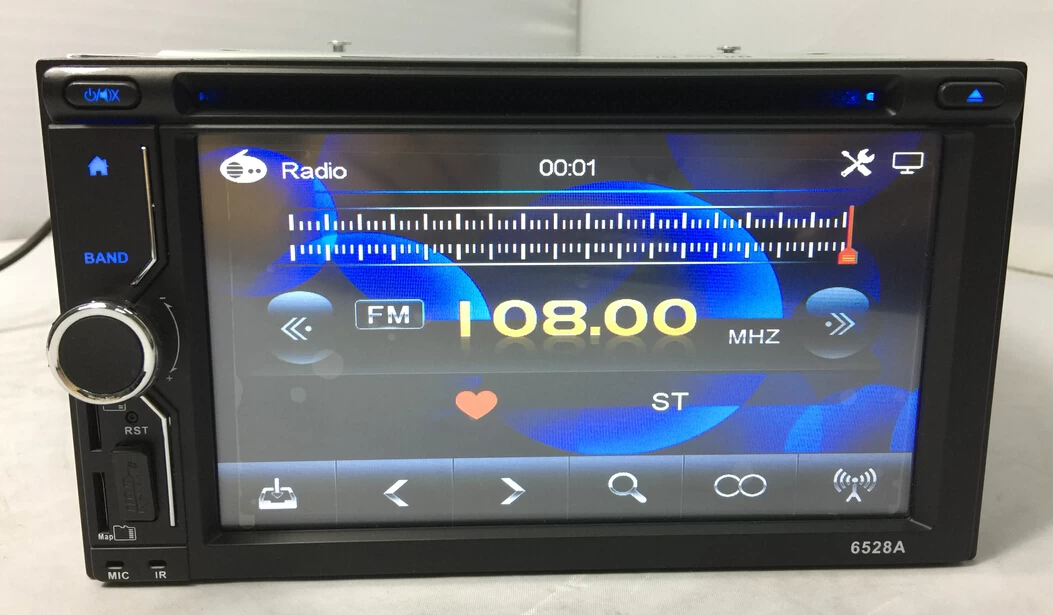 Radio
00:01
BAND
FM
108.00
MHZ
ST
RST
Map
6528A
MIC
IR